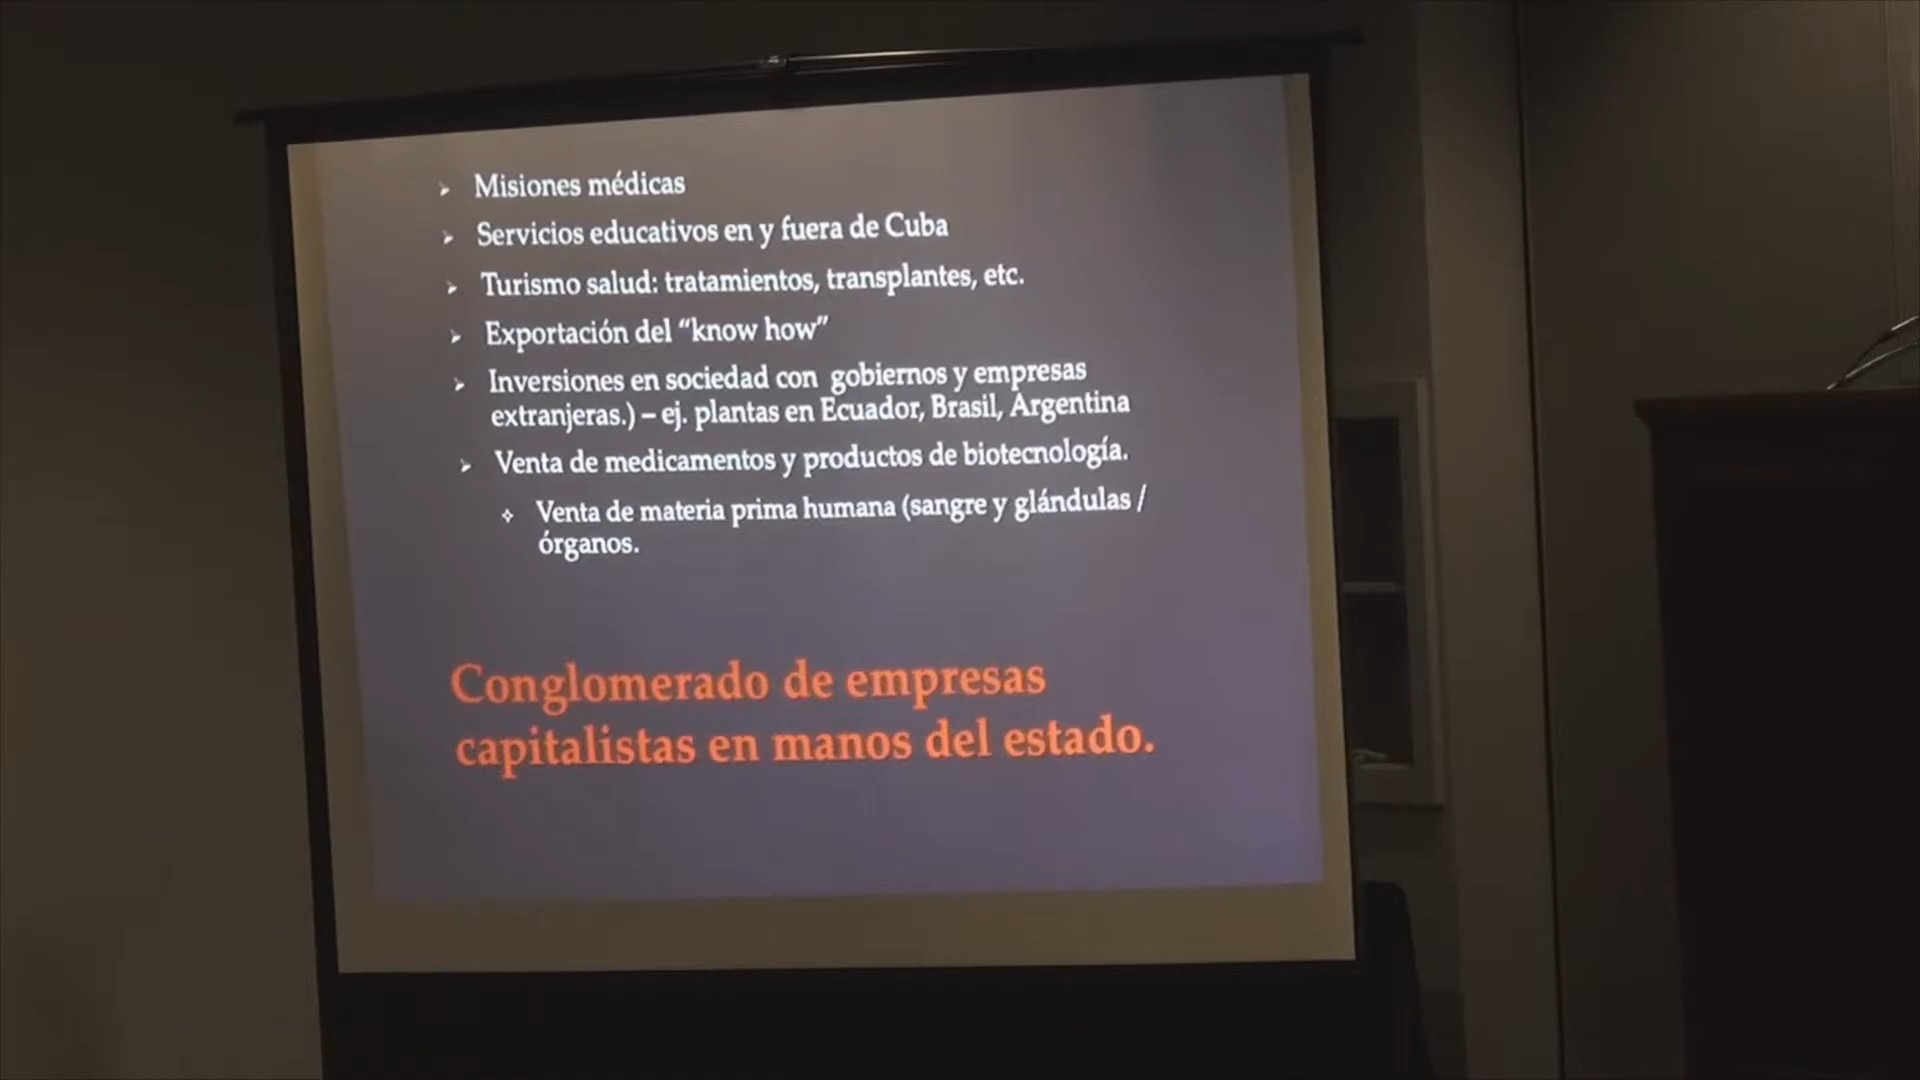 Misiones médicas
Servicios educativos en y fuera de Cuba
Turismo salud: tratamientos, transplantes, etc.
Exportación del “know how”
Inversiones en sociedad con gobiernos y empresas
extranjeras.) – ej. plantas en Ecuador, Brasil, Argentina
Venta de medicamentos y productos de biotecnología.
Venta de materia prima humana (sangre y glándulas /
órganos.
Conglomerado de empresas
capitalistas en manos del estado.